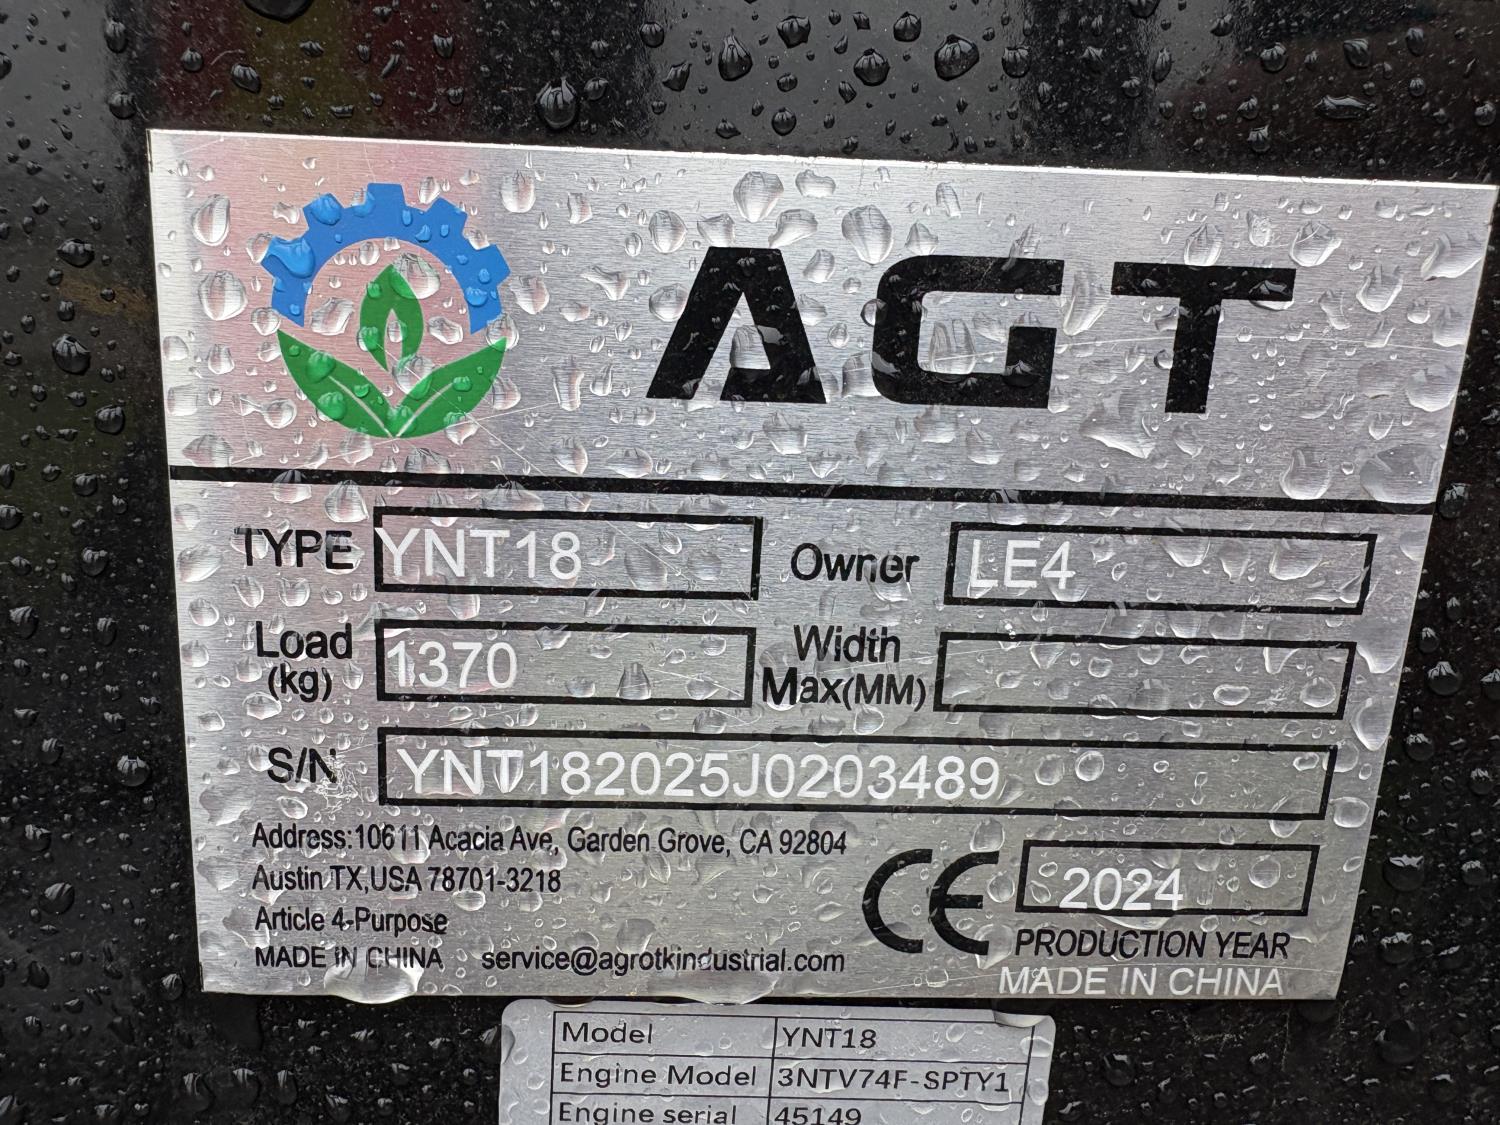 AGT
TYPE YNT18 Owner LE4
Load (kg) 1370 Width Max(MM)
S/N YNT182025J0203489
Address:10611 Acacia Ave, Garden Grove, CA 92804
Austin TX,USA 78701-3218
Article 4-Purpose
MADE IN CHINA service@agrotkindustrial.com
CE 2024
PRODUCTION YEAR
MADE IN CHINA
Model YNT18
Engine Model 3NTV74F-SPTY1
Engine serial 45149